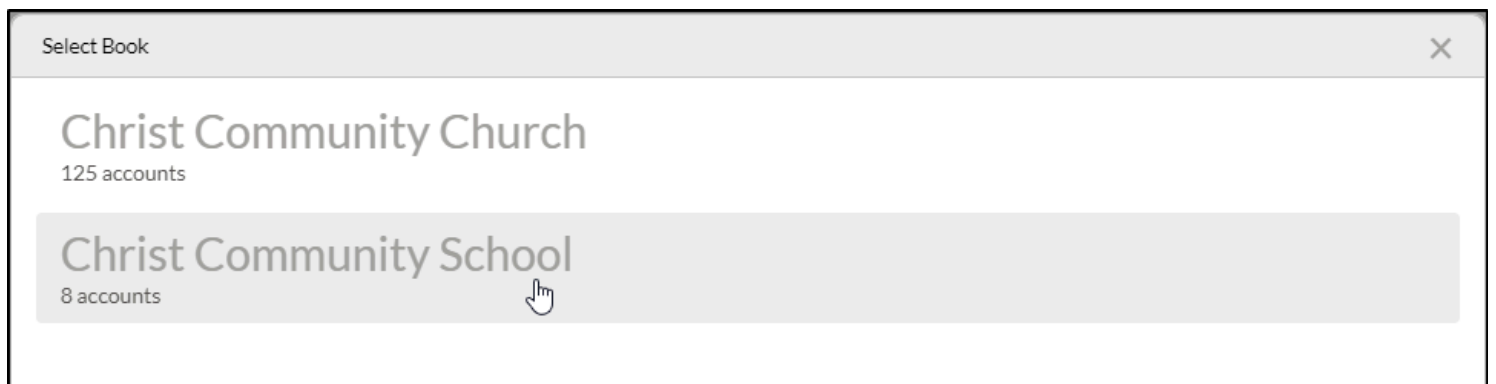 Select Book
Christ Community Church
125 accounts
Christ Community School
8 accounts